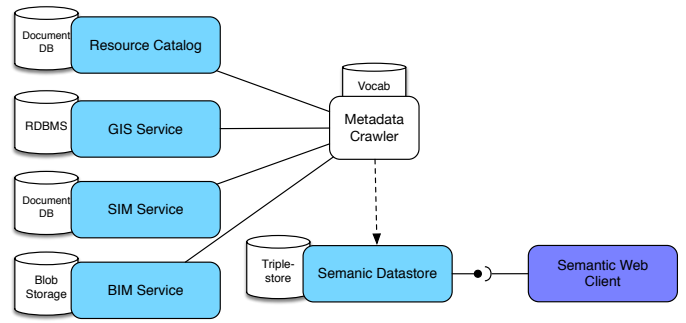 Document
DB
Resource Catalog
Vocab
Metadata
Crawler
RDBMS
GIS Service
Document
DB
SIM Service
Blob
Storage
BIM Service
Triple-
store
Semanic Datastore
Semantic Web
Client